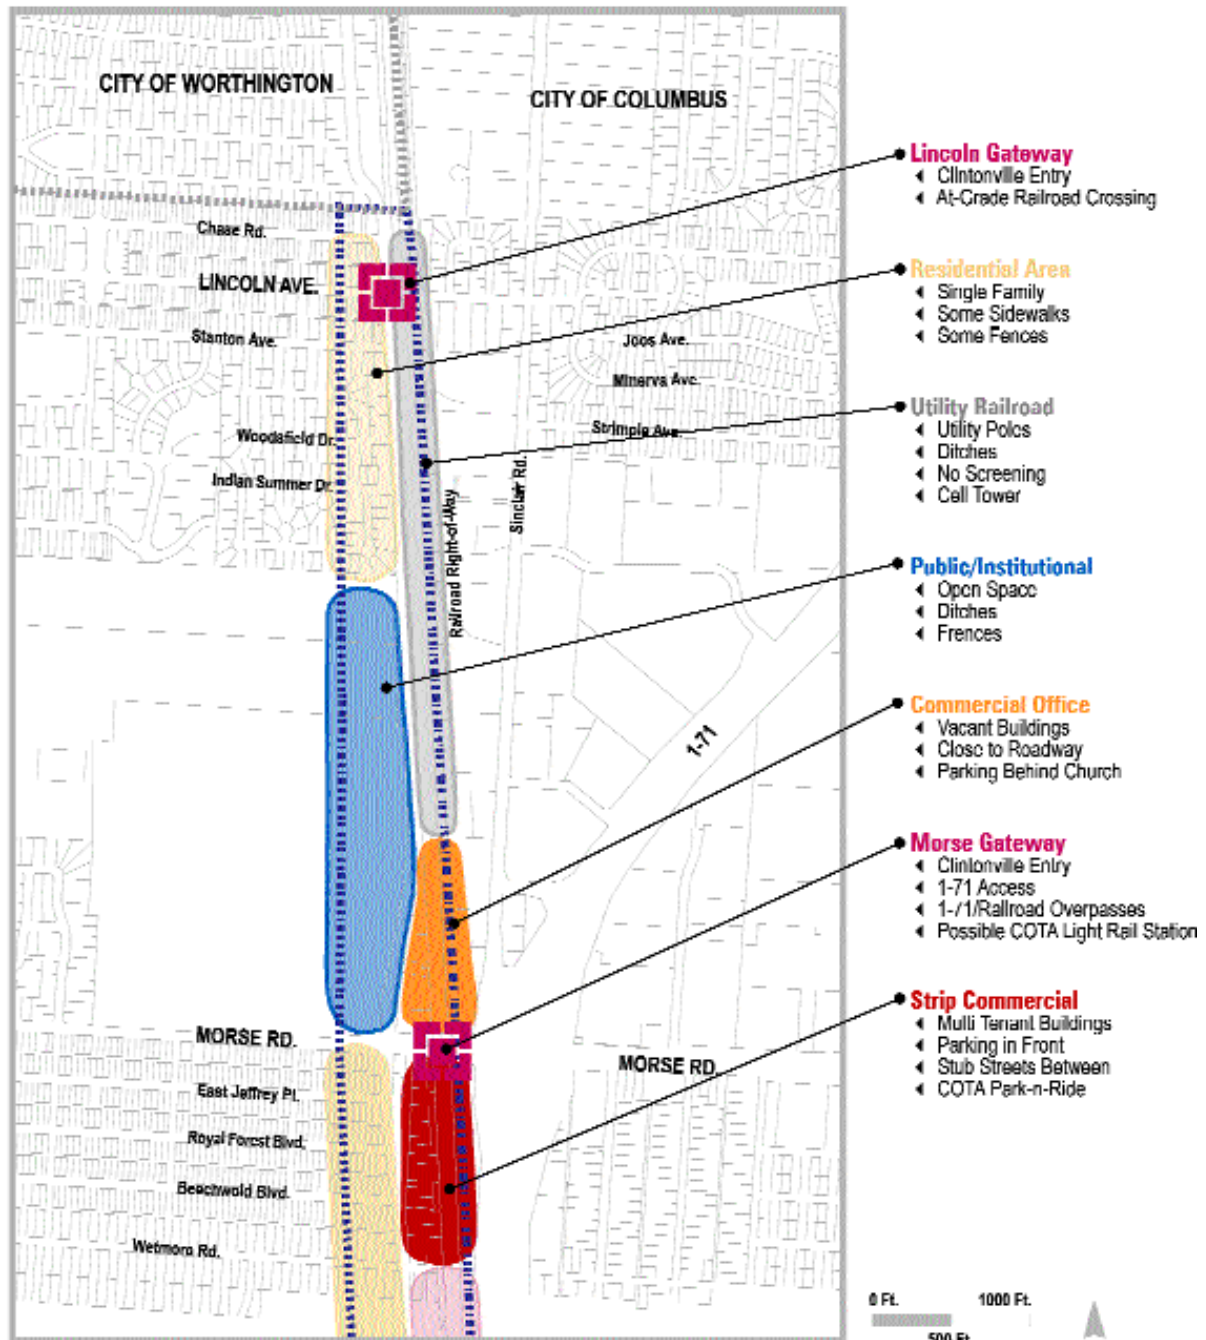 CITY OF WORTHINGTON
CITY OF COLUMBUS
Chase Rd.
LINCOLN AVE.
Stanton Ave.
Joos Ave.
Minerva Ave.
Woodsfield Dr.
Strimple Ave.
Indian Summer Dr.
Sinclair Rd.
Railroad Right-of-Way
1-71
MORSE RD.
MORSE RD.
East Jeffrey Pl.
Royal Forest Blvd.
Beechwold Blvd.
Wetmore Rd.
Lincoln Gateway
Clintonville Entry
At-Grade Railroad Crossing
Residential Area
Single Family
Some Sidewalks
Some Fences
Utility Railroad
Utility Poles
Ditches
No Screening
Cell Tower
Public/Institutional
Open Space
Ditches
Frences
Commercial Office
Vacant Buildings
Close to Roadway
Parking Behind Church
Morse Gateway
Clintonville Entry
1-71 Access
1-71/Railroad Overpasses
Possible COTA Light Rail Station
Strip Commercial
Multi Tenant Buildings
Parking in Front
Stub Streets Between
COTA Park-n-Ride
0 Ft. 1000 Ft.
500 Ft.